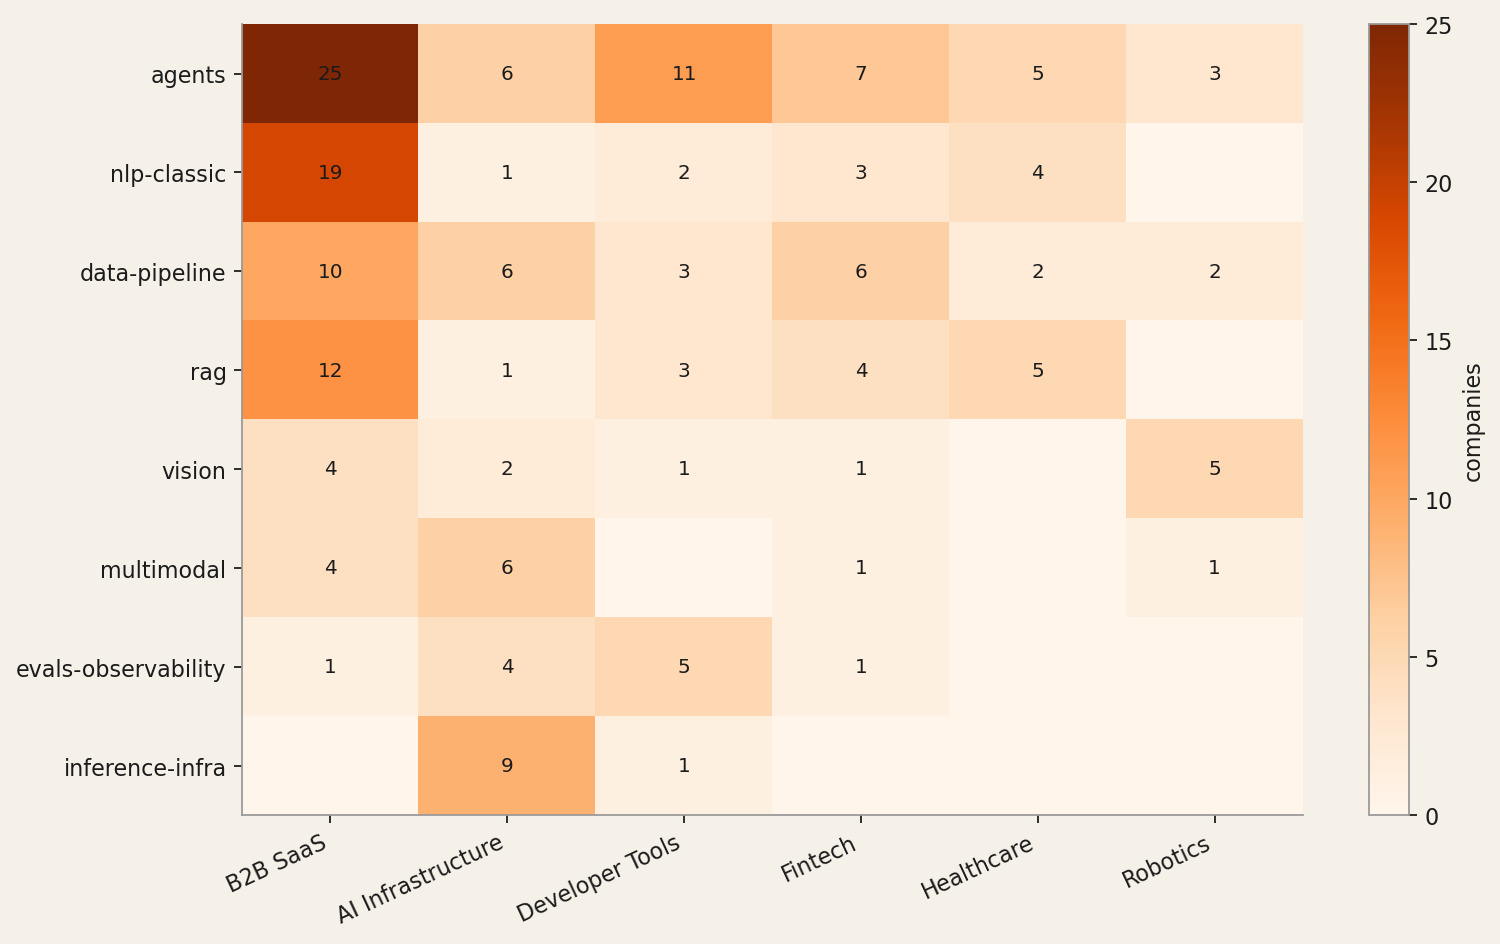 agents 25 6 11 7 5 3
nlp-classic 19 1 2 3 4
data-pipeline 10 6 3 6 2 2
rag 12 1 3 4 5
vision 4 2 1 1 5
multimodal 4 6 1 1
evals-observability 1 4 5 1
inference-infra 9 1
B2B SaaS AI Infrastructure Developer Tools Fintech Healthcare Robotics
25
20
15
10
5
0
companies